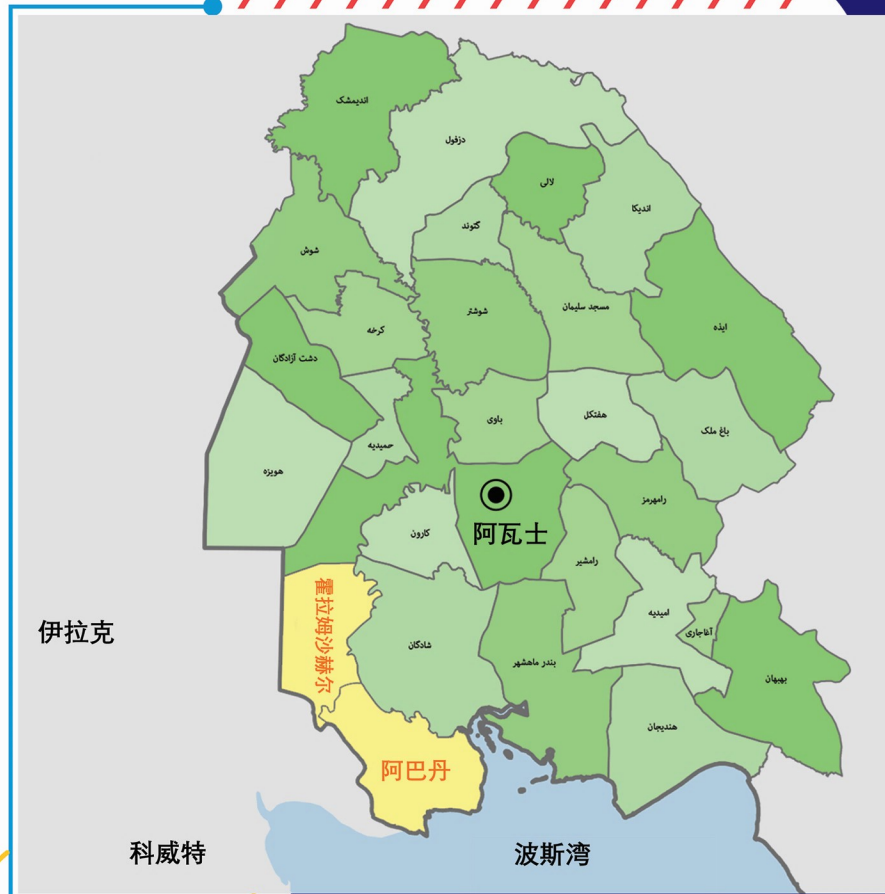 اندیمشک
دزفول
لالی
اندیکا
گتوند
شوش
مسجد سلیمان
شوشتر
ایذه
کرخه
دشت آزادگان
هفتکل
باوی
باغ ملک
حمیدیه
هویزه
رامهرمز
阿瓦士
کارون
رامشیر
امیدیه
آغاجاری
霍拉姆沙赫尔
伊拉克
شادگان
بندر ماهشهر
بهبهان
هندیجان
阿巴丹
科威特
波斯湾